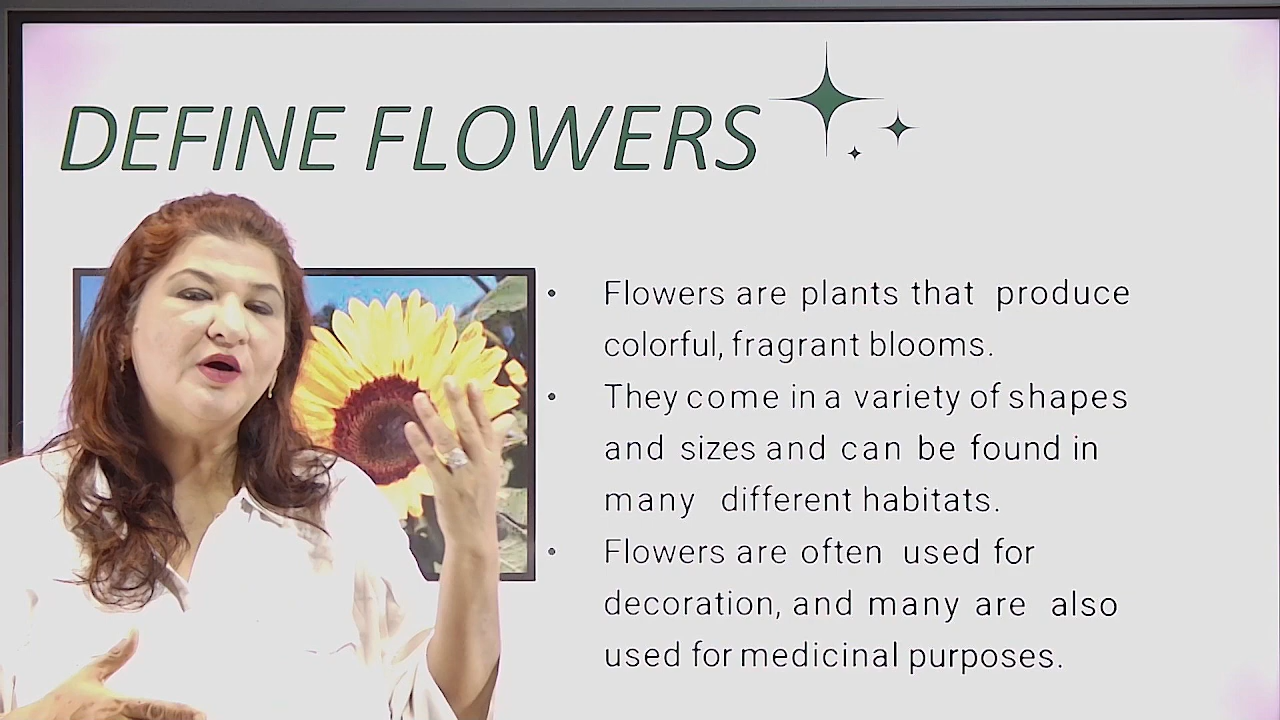 DEFINE FLOWERS
• Flowers are plants that produce
colorful, fragrant blooms.
• They come in a variety of shapes
and sizes and can be found in
many different habitats.
• Flowers are often used for
decoration, and many are also
used for medicinal purposes.